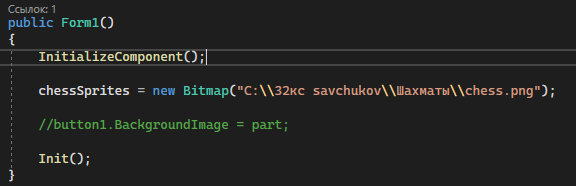 Ссылок: 1
public Form1()
{
InitializeComponent();
chessSprites = new Bitmap("C:\\32кс savchukov\\Шахматы\\chess.png");
//button1.BackgroundImage = part;
Init();
}